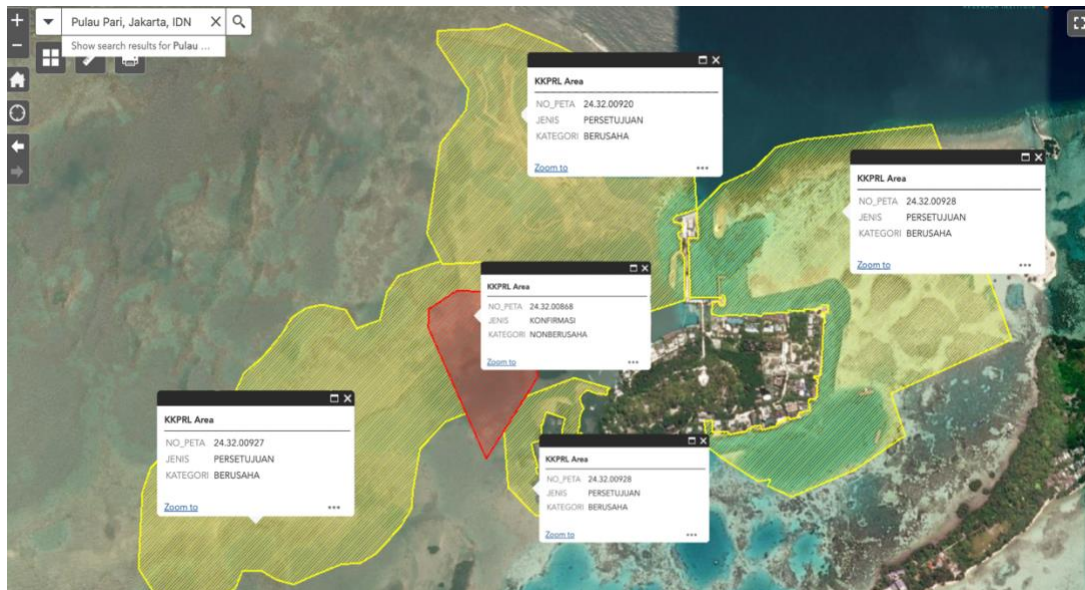 Pulau Pari, Jakarta, IDN
Show search results for Pulau ...
KKPRL Area
NO_PETA 24.32.00920
JENIS PERSETUJUAN
KATEGORI BERUSAHA
Zoom to
KKPRL Area
NO_PETA 24.32.00928
JENIS PERSETUJUAN
KATEGORI BERUSAHA
Zoom to
KKPRL Area
NO_PETA 24.32.00868
JENIS KONFIRMASI
KATEGORI NONBERUSAHA
Zoom to
KKPRL Area
NO_PETA 24.32.00927
JENIS PERSETUJUAN
KATEGORI BERUSAHA
Zoom to
KKPRL Area
NO_PETA 24.32.00928
JENIS PERSETUJUAN
KATEGORI BERUSAHA
Zoom to